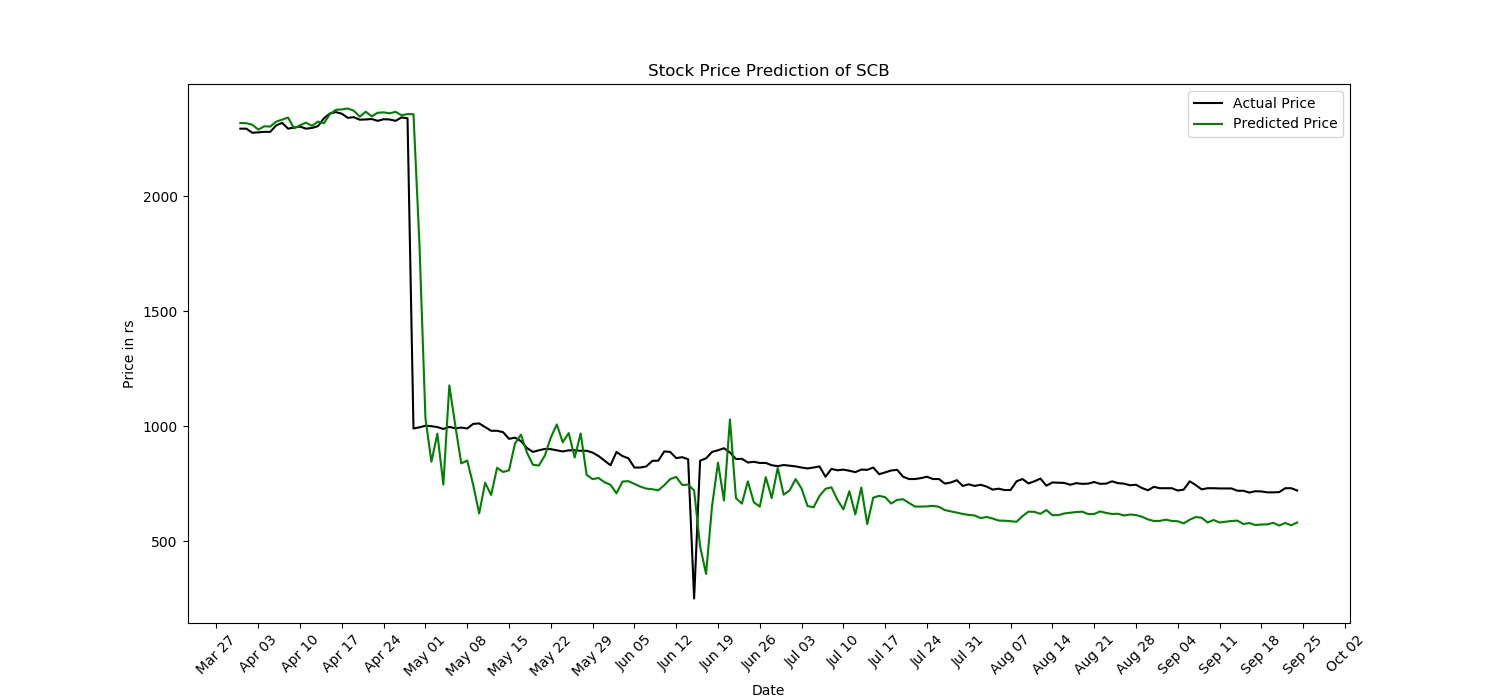 Stock Price Prediction of SCB
Actual Price
Predicted Price
Price in rs
2000
1500
1000
500
Mar 27
Apr 03
Apr 10
Apr 17
Apr 24
May 01
May 08
May 15
May 22
May 29
Jun 05
Jun 12
Jun 19
Jun 26
Jul 03
Jul 10
Jul 17
Jul 24
Jul 31
Aug 07
Aug 14
Aug 21
Aug 28
Sep 04
Sep 11
Sep 18
Sep 25
Oct 02
Date